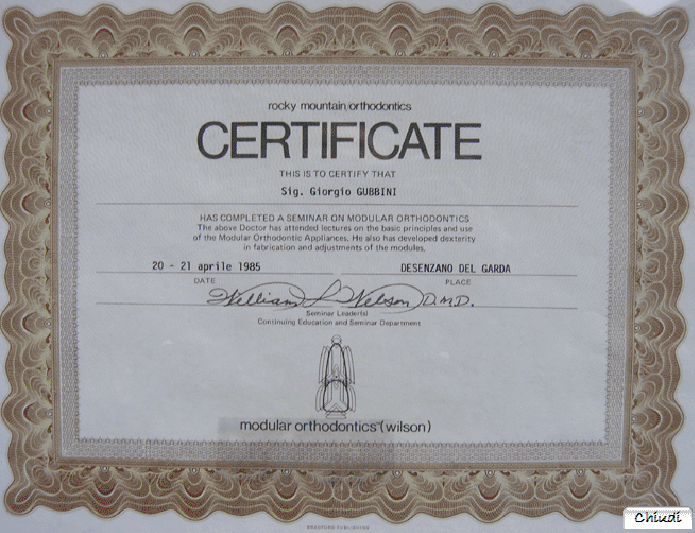 rocky mountain/orthodontics
CERTIFICATE
THIS IS TO CERTIFY THAT
Sig. Giorgio GUBBINI
HAS COMPLETED A SEMINAR ON MODULAR ORTHODONTICS
The above Doctor has attended lectures on the basic principles and use
of the Modular Orthodontic Appliances. He also has developed dexterity
in fabrication and adjustments of the modules.
20 - 21 aprile 1985 DESENZANO DEL GARDA
DATE PLACE
William L. Wilson D.M.D.
Seminar Leader(s)
Continuing Education and Seminar Department
modular orthodontics (wilson)
Chiudi